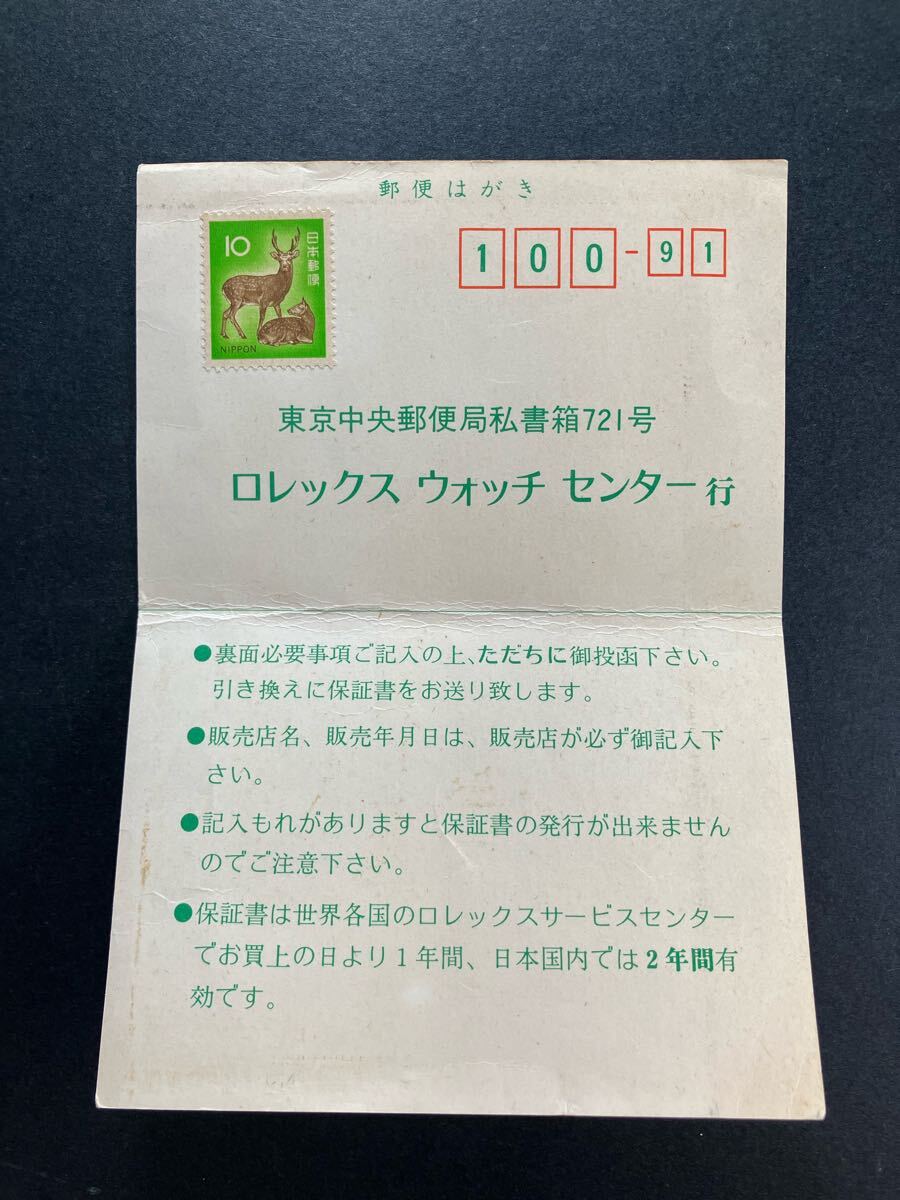 郵便はがき
10
日本郵便
NIPPON
100-91
東京中央郵便局私書箱721号
ロレックス ウォッチ センター 行
●裏面必要事項ご記入の上、ただちに御投函下さい。
引き換えに保証書をお送り致します。
●販売店名、販売年月日は、販売店が必ず御記入下
さい。
●記入もれがありますと保証書の発行が出来ません
のでご注意下さい。
●保証書は世界各国のロレックスサービスセンター
でお買上の日より1年間、日本国内では2年間有
効です。